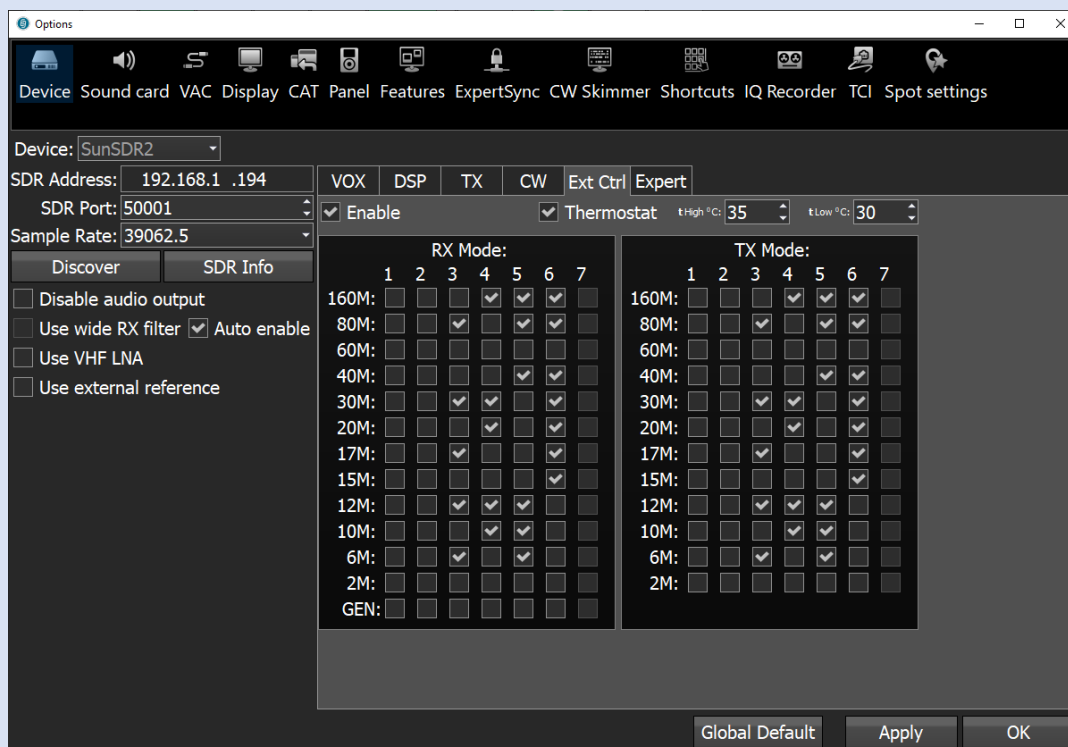 Options
Device Sound card VAC Display CAT Panel Features ExpertSync CW Skimmer Shortcuts IQ Recorder TCI Spot settings
Device: SunSDR2
SDR Address: 192.168.1 .194
SDR Port: 50001
Sample Rate: 39062.5
Discover SDR Info
Disable audio output
Use wide RX filter Auto enable
Use VHF LNA
Use external reference
VOX DSP TX CW Ext Ctrl Expert
Enable Thermostat t High °C: 35 t Low °C: 30
RX Mode:
1 2 3 4 5 6 7
160M:
80M:
60M:
40M:
30M:
20M:
17M:
15M:
12M:
10M:
6M:
2M:
GEN:
TX Mode:
1 2 3 4 5 6 7
160M:
80M:
60M:
40M:
30M:
20M:
17M:
15M:
12M:
10M:
6M:
2M:
Global Default Apply OK